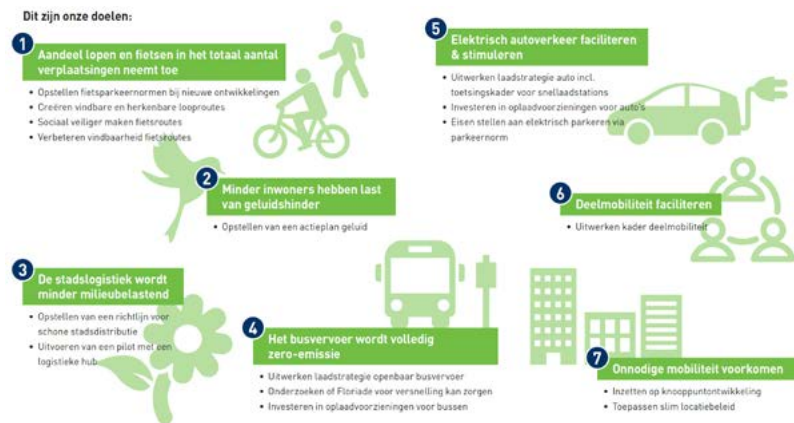 Dit zijn onze doelen:
1
Aandeel lopen en fietsen in het totaal aantal
verplaatsingen neemt toe
• Opstellen fietsparkeernormen bij nieuwe ontwikkelingen
• Creëren vindbare en herkenbare looproutes
• Sociaal veiliger maken fietsroutes
• Verbeteren vindbaarheid fietsroutes
2
Minder inwoners hebben last
van geluidshinder
• Opstellen van een actieplan geluid
3
De stadslogistiek wordt
minder milieubelastend
• Opstellen van een richtlijn voor
schone stadsdistributie
• Uitvoeren van een pilot met een
logistieke hub
4
Het busvervoer wordt volledig
zero-emissie
• Uitwerken laadstrategie openbaar busvervoer
• Onderzoeken of Floriade voor versnelling kan zorgen
• Investeren in oplaadvoorzieningen voor bussen
5
Elektrisch autoverkeer faciliteren
& stimuleren
• Uitwerken laadstrategie auto incl.
toetsingskader voor snellaadstations
• Investeren in oplaadvoorzieningen voor auto's
• Eisen stellen aan elektrisch parkeren via
parkeernorm
6
Deelmobiliteit faciliteren
• Uitwerken kader deelmobiliteit
7
Onnodige mobiliteit voorkomen
• Inzetten op knooppuntontwikkeling
• Toepassen slim locatiebeleid